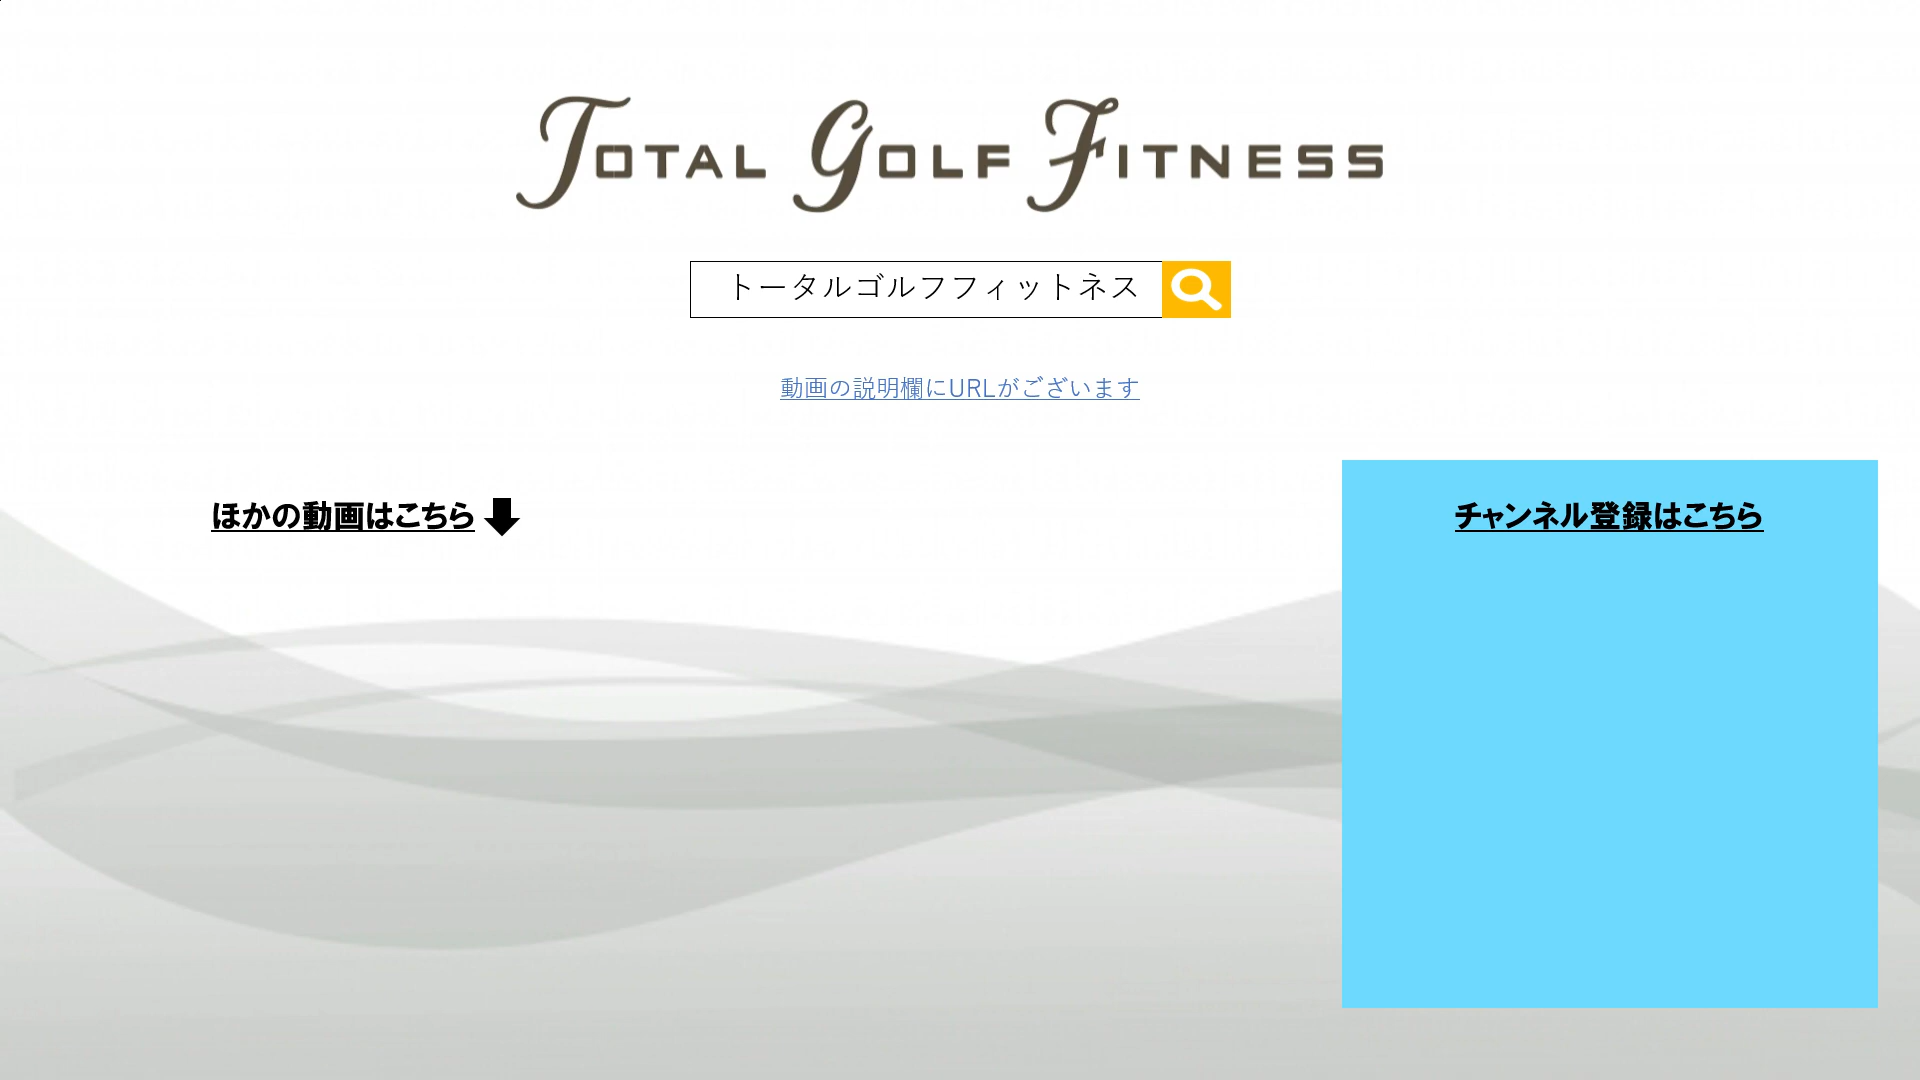 TOTAL GOLF FITNESS
トータルゴルフフィットネス
動画の説明欄にURLがございます
ほかの動画はこちら
チャンネル登録はこちら